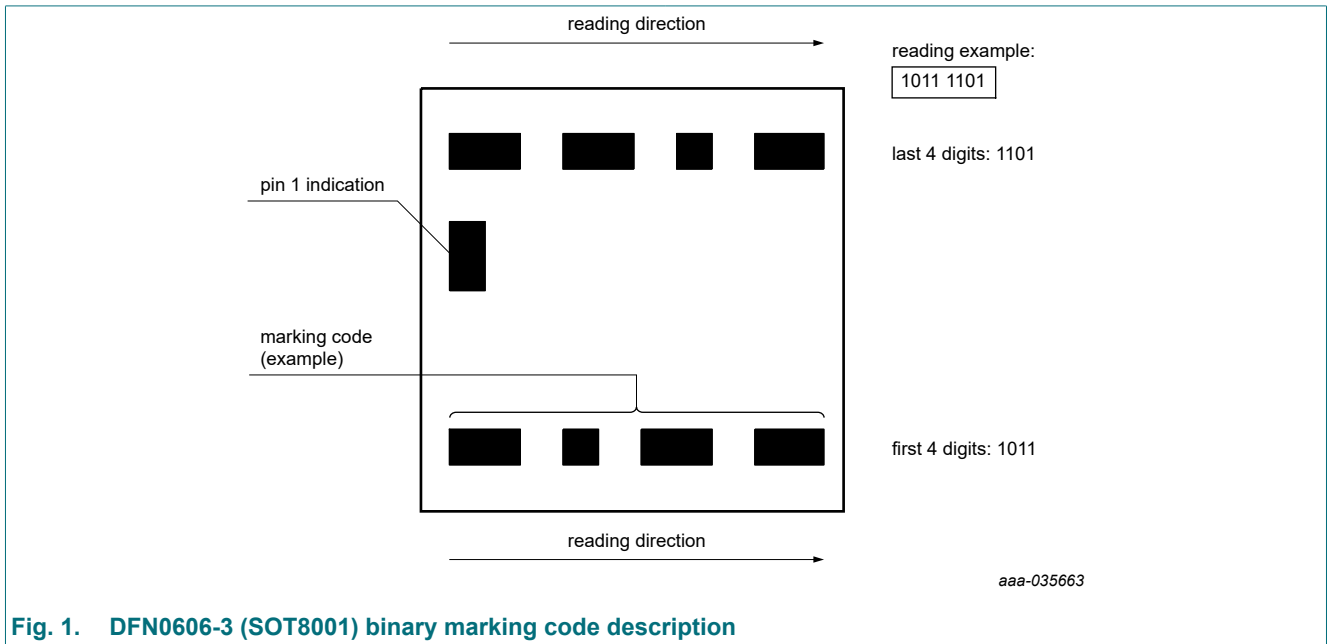 reading direction
reading example:
1011 1101
last 4 digits: 1101
pin 1 indication
marking code
(example)
first 4 digits: 1011
reading direction
aaa-035663
Fig. 1. DFN0606-3 (SOT8001) binary marking code description